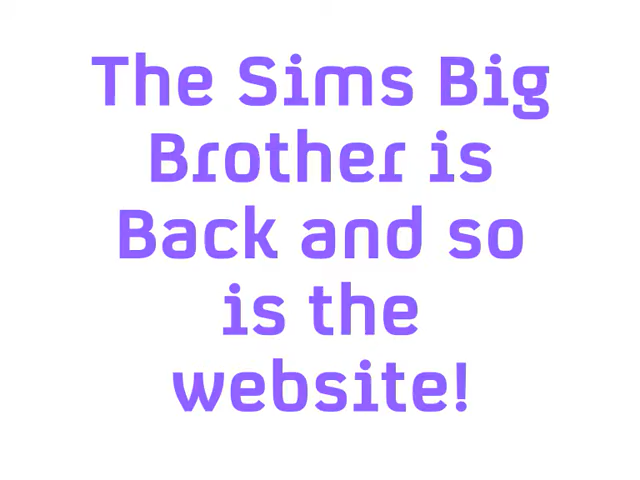 The Sims Big
Brother is
Back and so
is the
website!